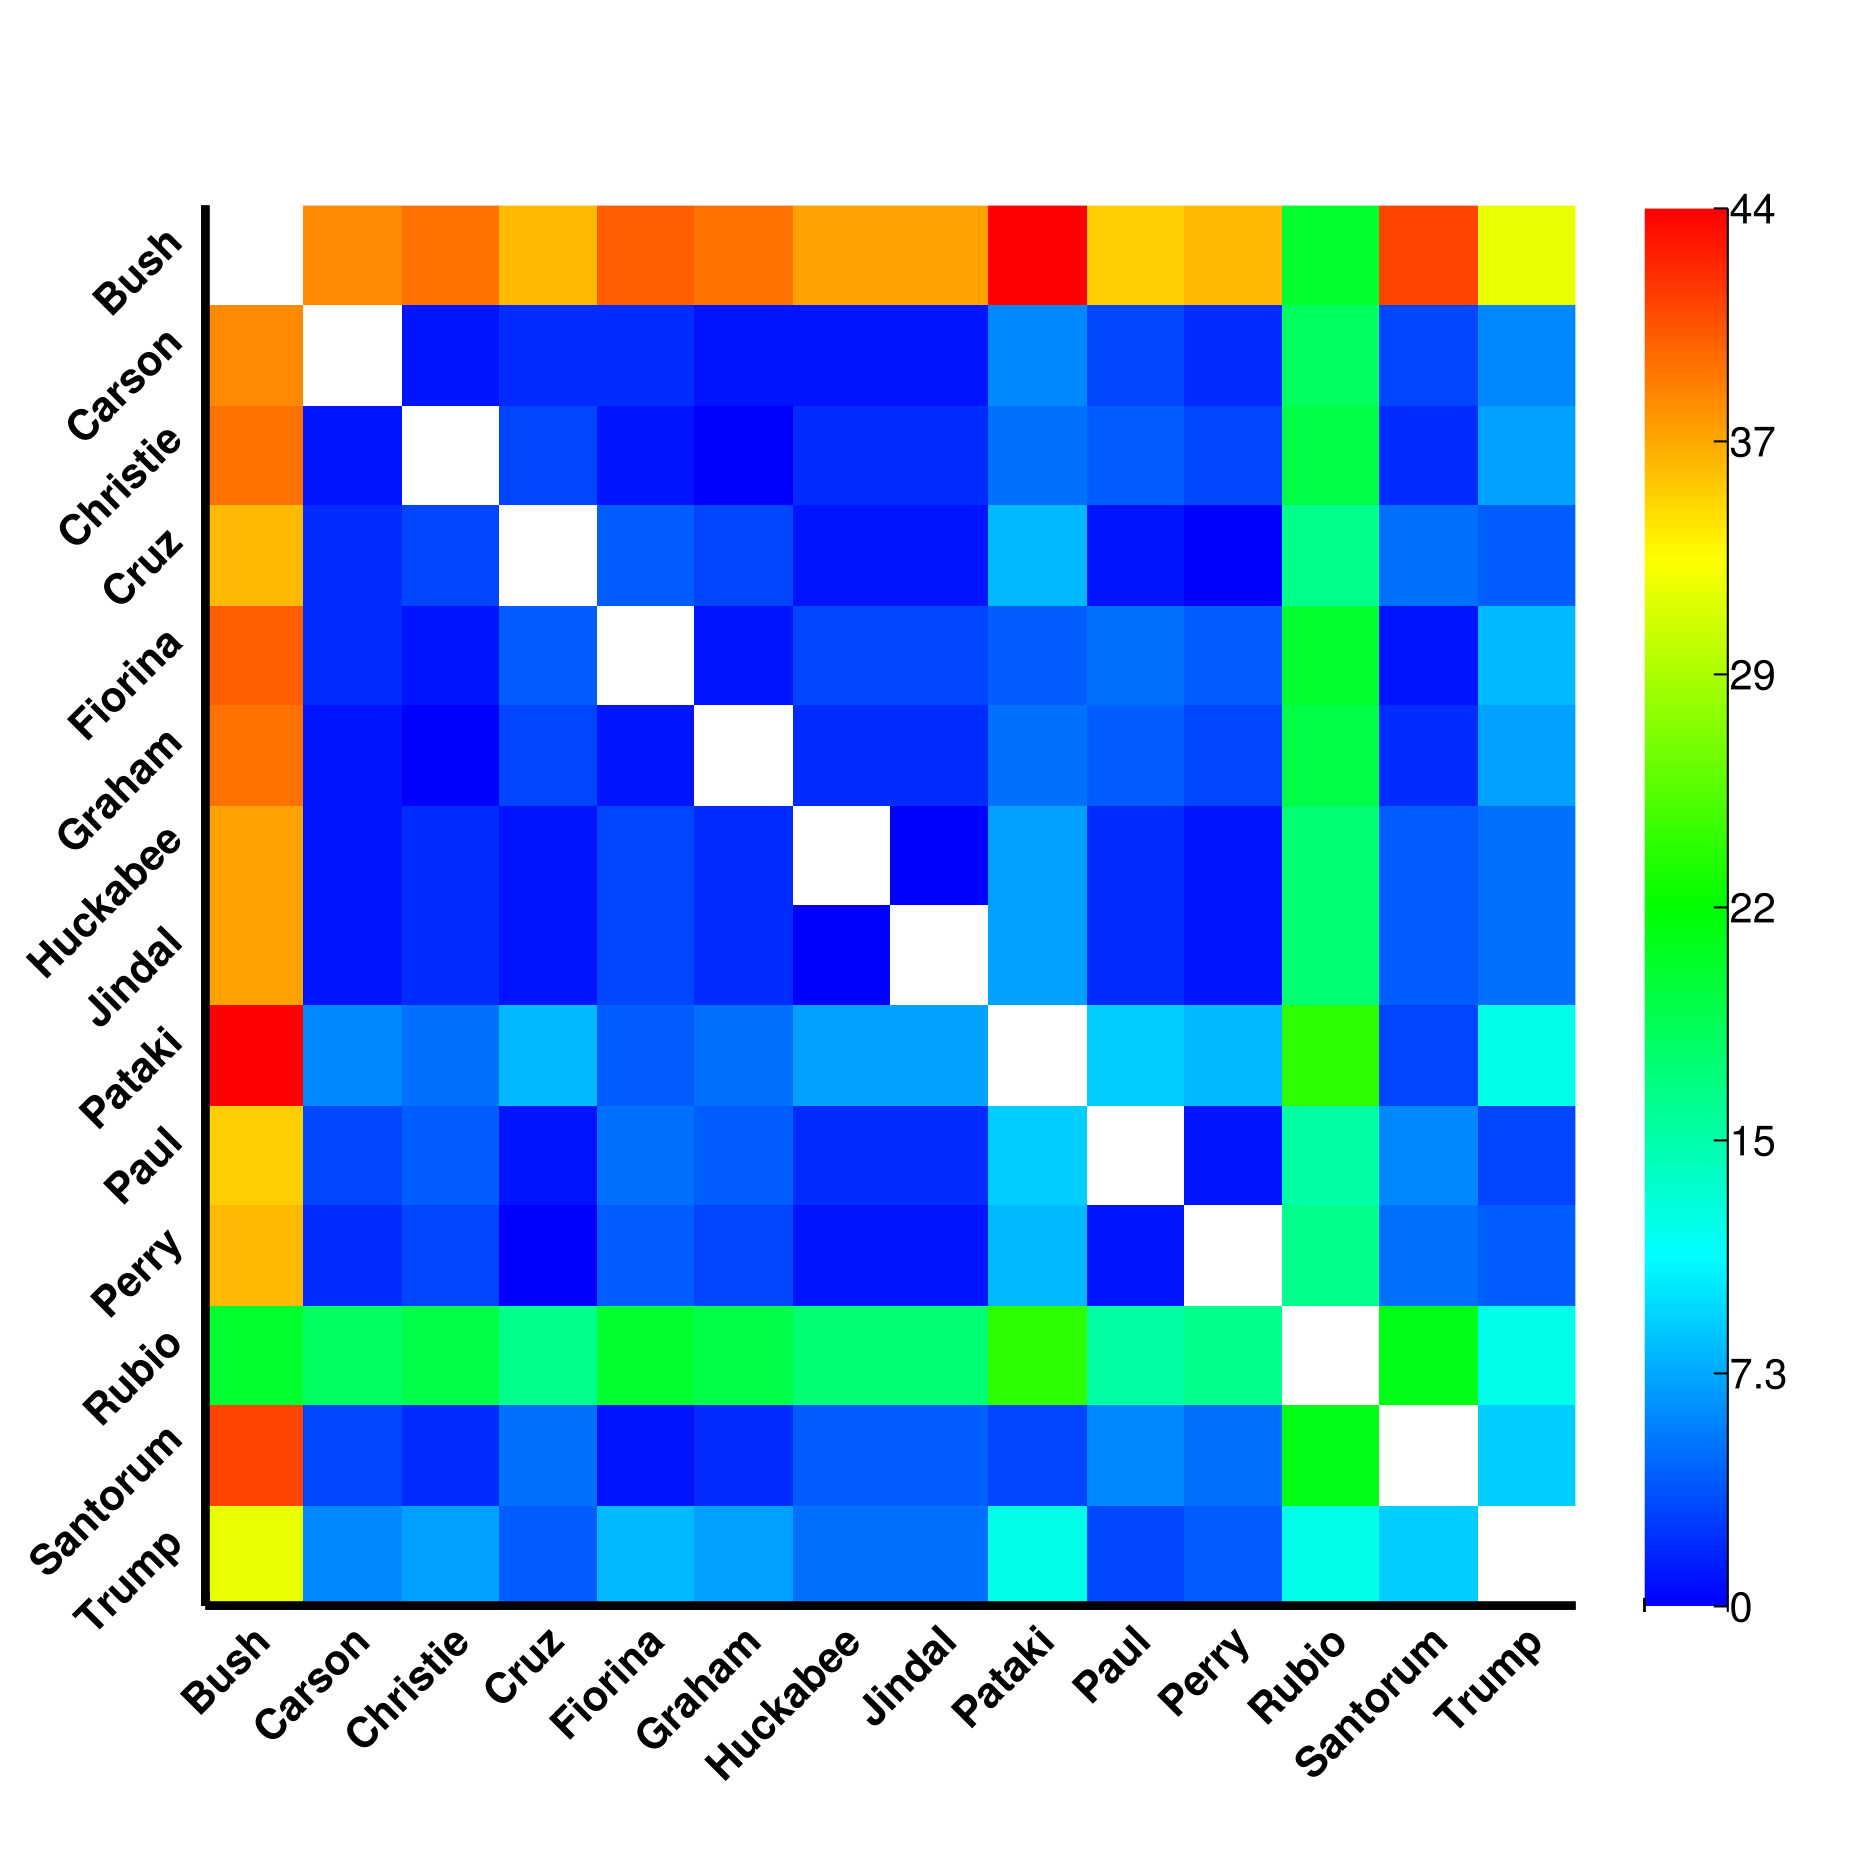 Bush
Carson
Christie
Cruz
Fiorina
Graham
Huckabee
Jindal
Pataki
Paul
Perry
Rubio
Santorum
Trump
44
37
29
22
15
7.3
0
Bush
Carson
Christie
Cruz
Fiorina
Graham
Huckabee
Jindal
Pataki
Paul
Perry
Rubio
Santorum
Trump